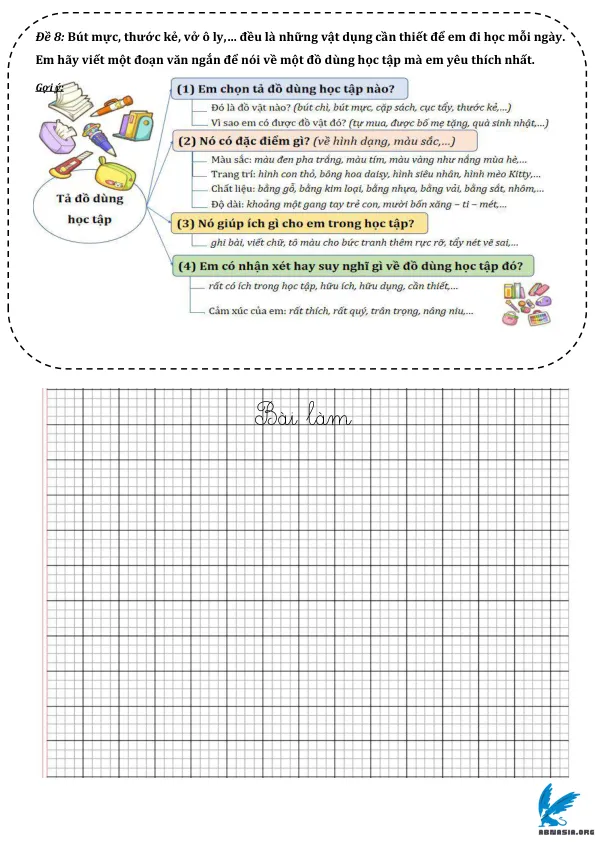 Đề 8: Bút mực, thước kẻ, vở ô ly,... đều là những vật dụng cần thiết để em đi học mỗi ngày.
Em hãy viết một đoạn văn ngắn để nói về một đồ dùng học tập mà em yêu thích nhất.
Gợi ý:
Tả đồ dùng
học tập
(1) Em chọn tả đồ dùng học tập nào?
Đó là đồ vật nào? (bút chì, bút mực, cặp sách, cục tẩy, thước kẻ,...)
Vì sao em có được đồ vật đó? (tự mua, được bố mẹ tặng, quà sinh nhật,...)
(2) Nó có đặc điểm gì? (về hình dạng, màu sắc,...)
Màu sắc: màu đen pha trắng, màu tím, màu vàng như nắng mùa hè,...
Trang trí: hình con thỏ, bông hoa daisy, hình siêu nhân, hình mèo Kitty,...
Chất liệu: bằng gỗ, bằng kim loại, bằng nhựa, bằng vải, bằng sắt, nhôm,...
Độ dài: khoảng một gang tay trẻ con, mười bốn xăng – ti – mét,...
(3) Nó giúp ích gì cho em trong học tập?
ghi bài, viết chữ, tô màu cho bức tranh thêm rực rỡ, tẩy nét vẽ sai,...
(4) Em có nhận xét hay suy nghĩ gì về đồ dùng học tập đó?
rất có ích trong học tập, hữu ích, hữu dụng, cần thiết,...
Cảm xúc của em: rất thích, rất quý, trân trọng, nâng niu,...
Bài làm
ABNASIA.ORG